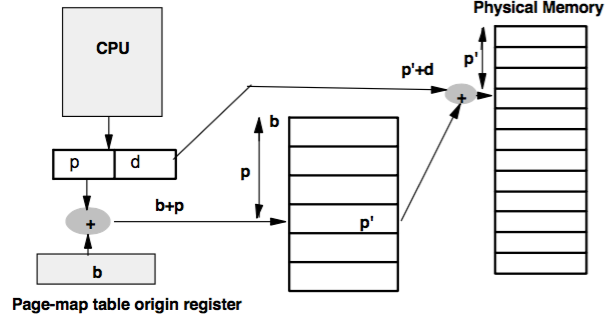 Physical Memory
CPU
p'
p'+d
b
p d
p
b+p
+
+
p'
b
Page-map table origin register